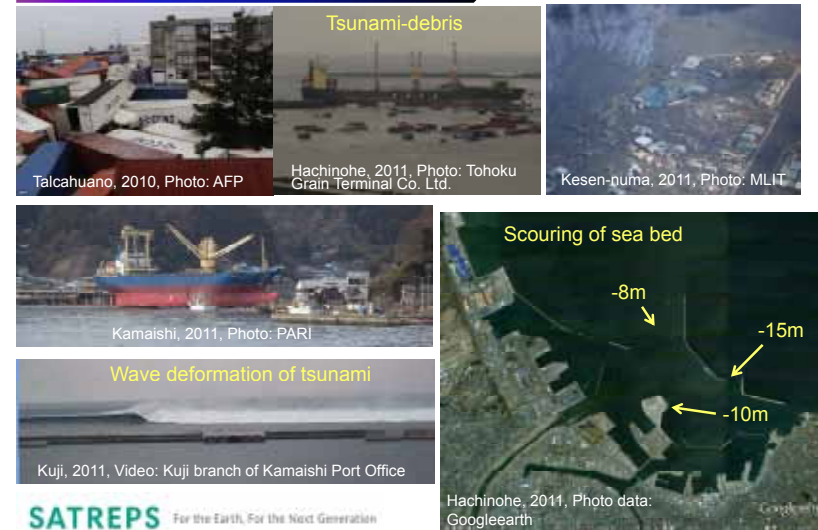 Tsunami-debris
Talcahuano, 2010, Photo: AFP
Hachinohe, 2011, Photo: Tohoku
Grain Terminal Co. Ltd.
Kesen-numa, 2011, Photo: MLIT
Kamaishi, 2011, Photo: PARI
Scouring of sea bed
-8m
-15m
-10m
Wave deformation of tsunami
Kuji, 2011, Video: Kuji branch of Kamaishi Port Office
Hachinohe, 2011, Photo data:
Googleearth
SATREPS For the Earth, For the Next Generation